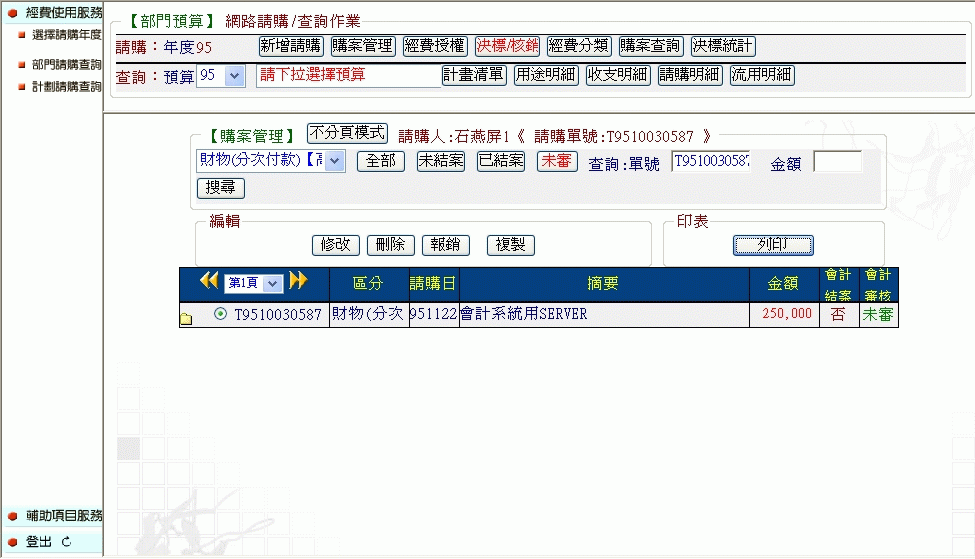 經費使用服務
選擇請購年度
部門請購查詢
計劃請購查詢
輔助項目服務
登出
【部門預算】 網路請購/查詢作業
請購：年度95 新增請購 購案管理 經費授權 決標/核銷 經費分類 購案查詢 決標統計
查詢：預算 95 請下拉選擇預算 計畫清單 用途明細 收支明細 請購明細 流用明細
【購案管理】 不分頁模式 請購人:石燕屏1《 請購單號:T9510030587 》
財物(分次付款)【 全部 未結案 已結案 未審 查詢:單號 T951003058 金額
搜尋
編輯 印表
修改 刪除 報銷 複製 列印
第1頁 區分 請購日 摘要 金額 會計結案 會計審核
T9510030587 財物(分次 951122 會計系統用SERVER 250,000 否 未審